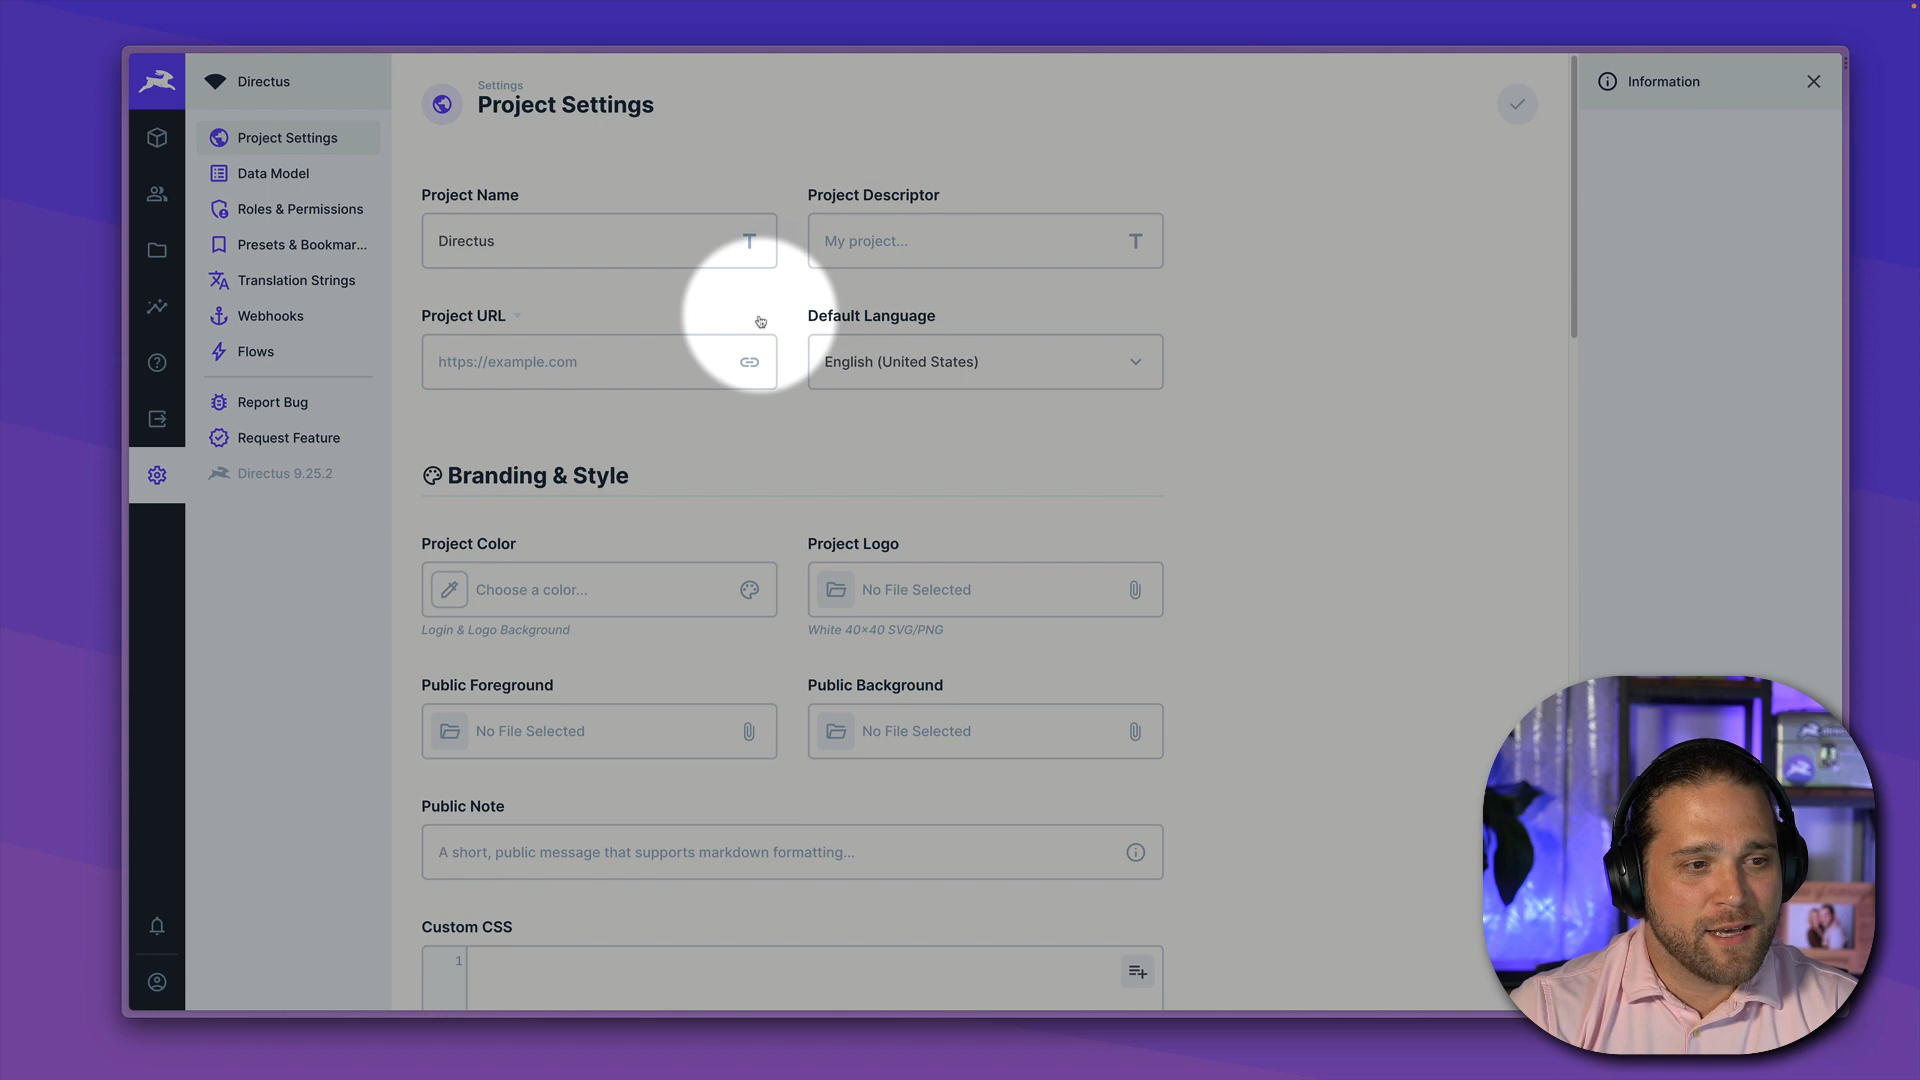 Directus
Project Settings
Data Model
Roles & Permissions
Presets & Bookmar...
Translation Strings
Webhooks
Flows
Report Bug
Request Feature
Directus 9.25.2
Settings
Project Settings
Project Name
Directus
Project Descriptor
My project...
Project URL
https://example.com
Default Language
English (United States)
Branding & Style
Project Color
Choose a color...
Login & Logo Background
Project Logo
No File Selected
White 40×40 SVG/PNG
Public Foreground
No File Selected
Public Background
No File Selected
Public Note
A short, public message that supports markdown formatting...
Custom CSS
1
Information